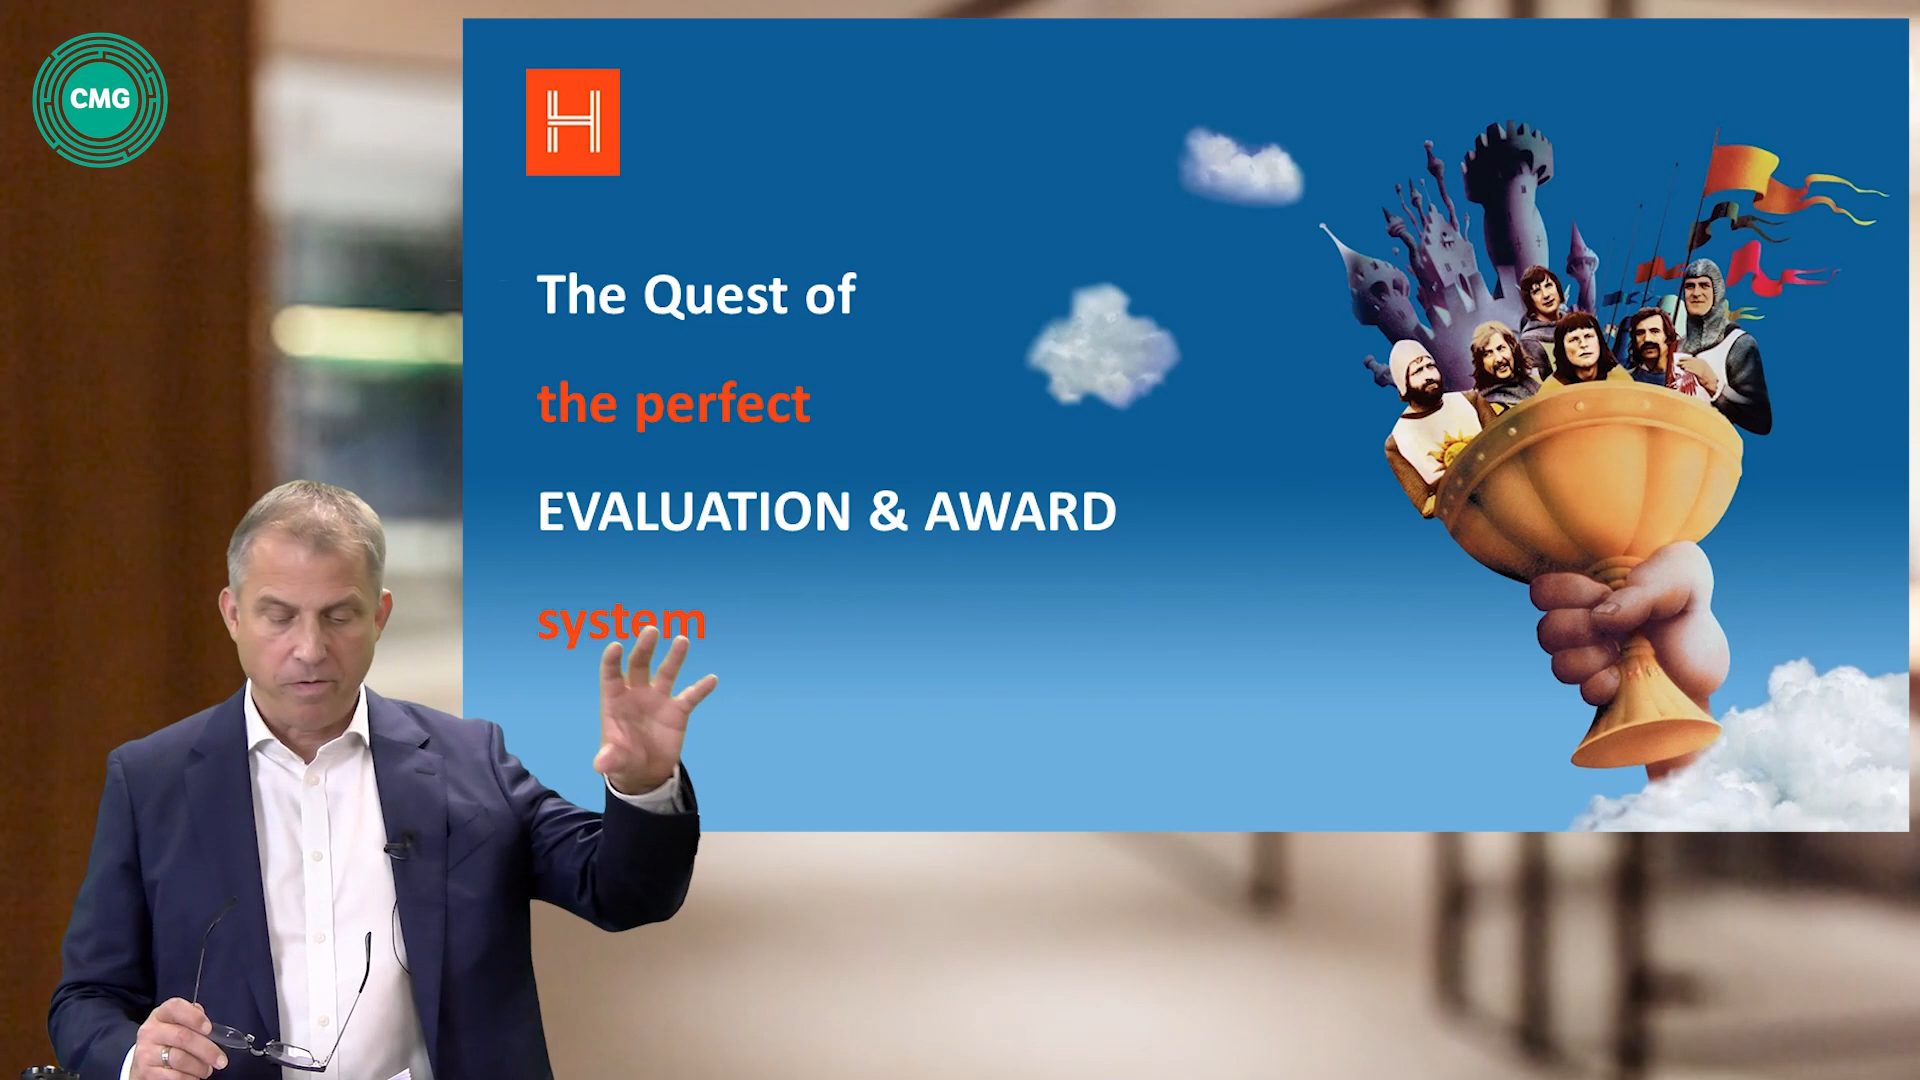 CMG
H
The Quest of
the perfect
EVALUATION & AWARD
system